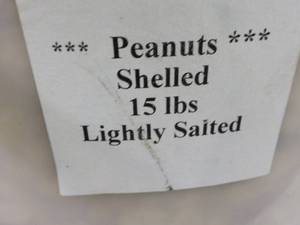 *** Peanuts ***
Shelled
15 lbs
Lightly Salted